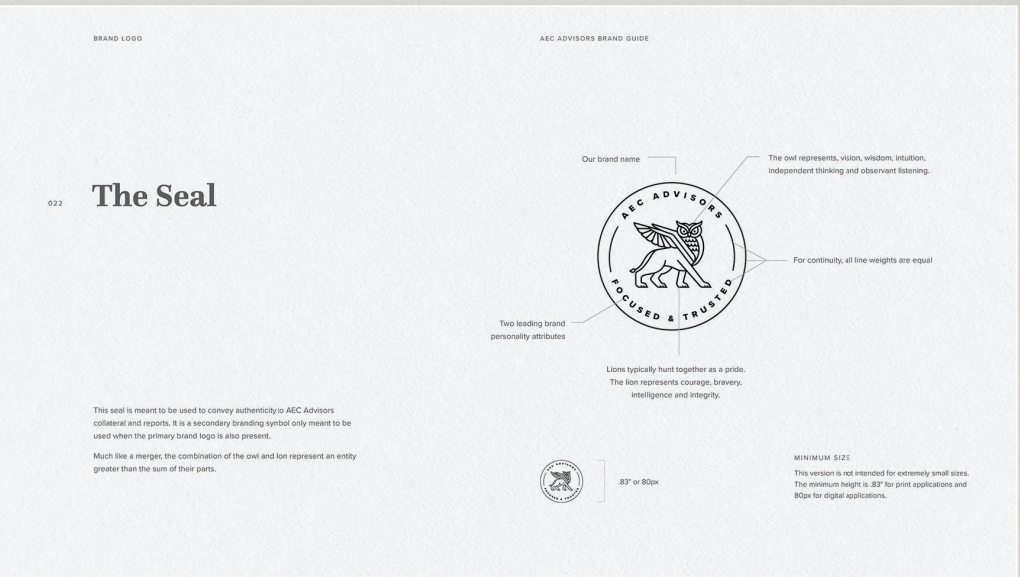 BRAND LOGO
AEC ADVISORS BRAND GUIDE
022
The Seal
This seal is meant to be used to convey authenticity to AEC Advisors
collateral and reports. It is a secondary branding symbol only meant to be
used when the primary brand logo is also present.
Much like a merger, the combination of the owl and lion represent an entity
greater than the sum of their parts.
Our brand name
The owl represents, vision, wisdom, intuition,
independent thinking and observant listening.
AEC ADVISORS
FOCUSED & TRUSTED
For continuity, all line weights are equal
Two leading brand
personality attributes
Lions typically hunt together as a pride.
The lion represents courage, bravery,
intelligence and integrity.
AEC ADVISORS
FOCUSED & TRUSTED
.83" or 80px
MINIMUM SIZE
This version is not intended for extremely small sizes.
The minimum height is .83" for print applications and
80px for digital applications.